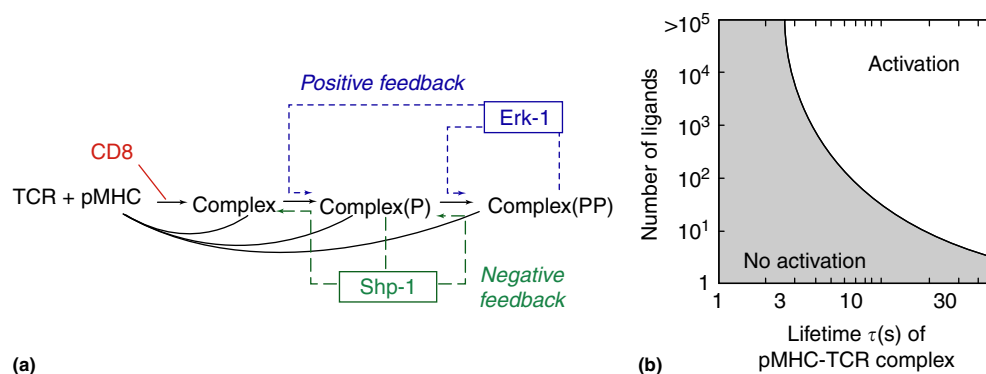 Positive feedback
Erk-1
CD8
TCR + pMHC
Complex
Complex(P)
Complex(PP)
Shp-1
Negative
feedback
(a)
>10⁵
10⁴
10³
10²
10¹
1
Number of ligands
Activation
No activation
1
3
10
30
Lifetime τ(s) of
pMHC-TCR complex
(b)